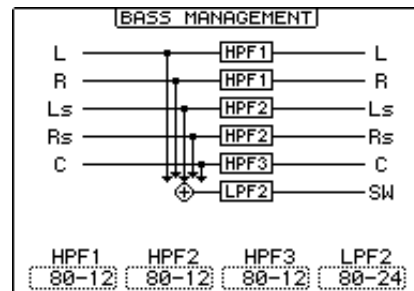 BASS MANAGEMENT
L HPF1 L
R HPF1 R
Ls HPF2 Ls
Rs HPF2 Rs
C HPF3 C
LPF2 SW
HPF1 HPF2 HPF3 LPF2
80-12 80-12 80-12 80-24